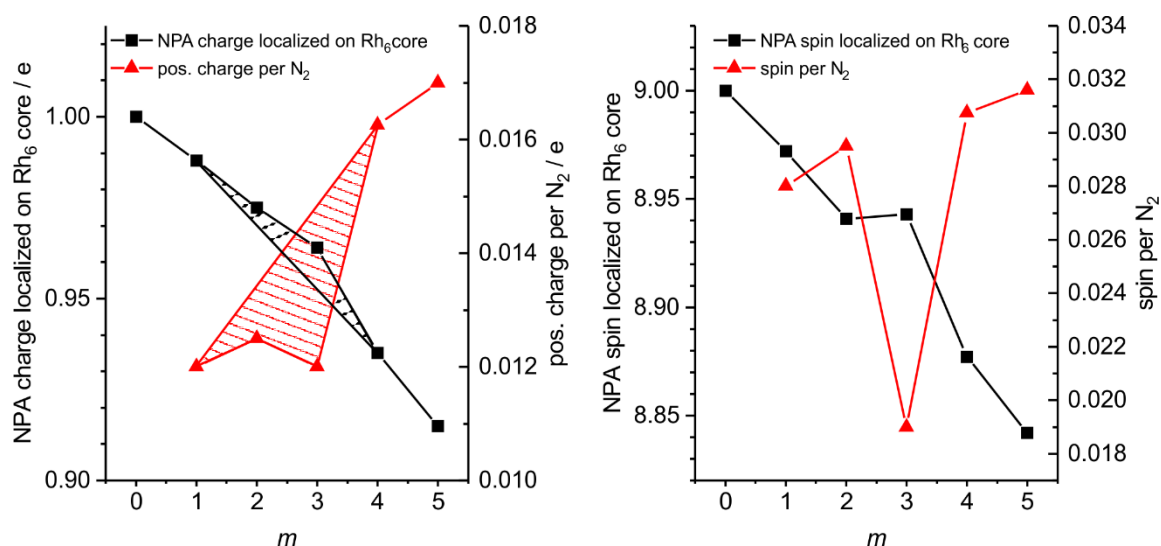 NPA charge localized on Rh₆core
pos. charge per N₂
NPA charge localized on Rh₆ core / e
1.00
0.95
0.90
0.018
0.016
0.014
0.012
0.010
pos. charge per N₂ / e
0 1 2 3 4 5
m
NPA spin localized on Rh₆ core
spin per N₂
NPA spin localized on Rh₆ core
9.00
8.95
8.90
8.85
0.034
0.032
0.030
0.028
0.026
0.024
0.022
0.020
0.018
spin per N₂
0 1 2 3 4 5
m